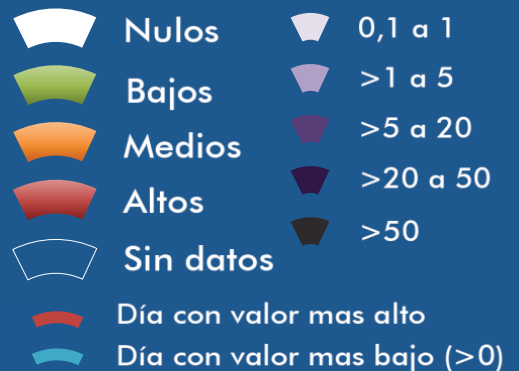 Nulos
Bajos
Medios
Altos
Sin datos
0,1 a 1
>1 a 5
>5 a 20
>20 a 50
>50
Día con valor mas alto
Día con valor mas bajo (>0)